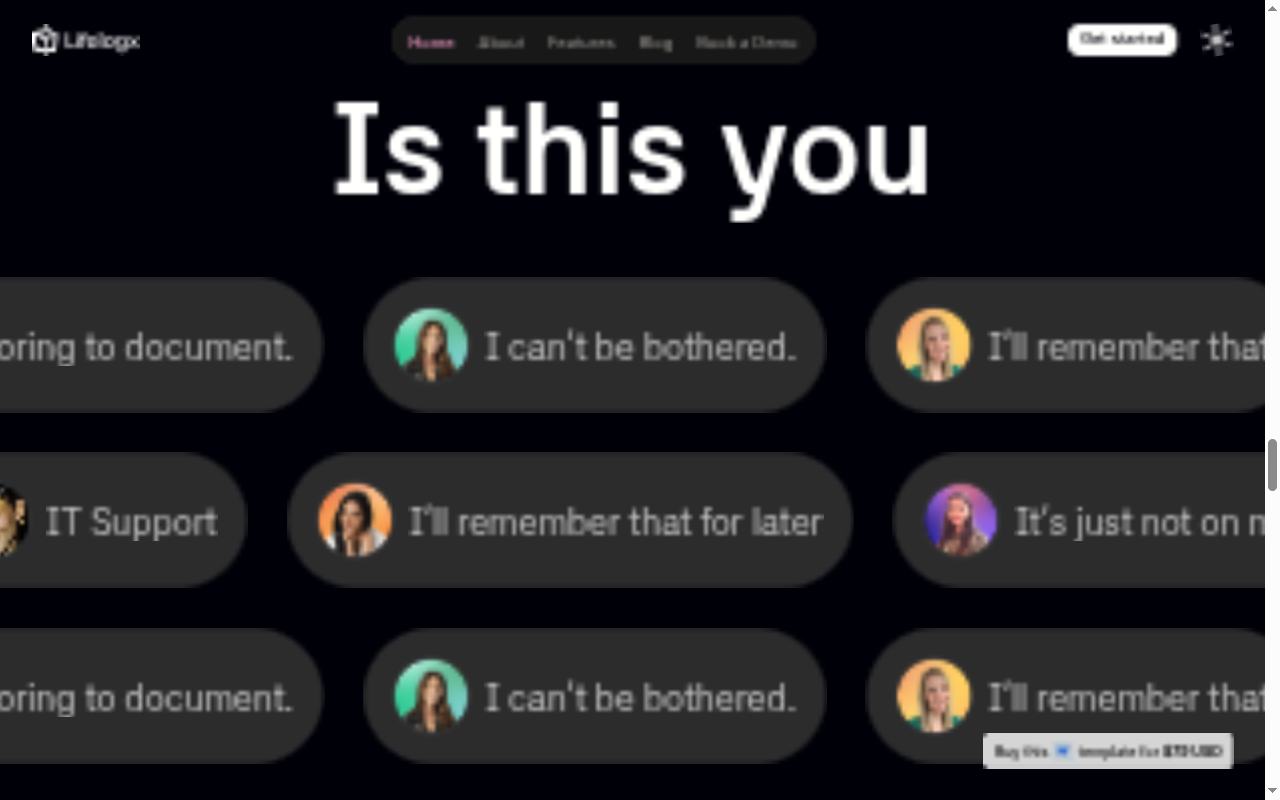 Lifelogx
Home About Features Blog Book a Demo
Get started
Is this you
oring to document.
I can't be bothered.
I'll remember that
IT Support
I'll remember that for later
It's just not on m
oring to document.
I can't be bothered.
I'll remember that
Buy this template for $79 USD